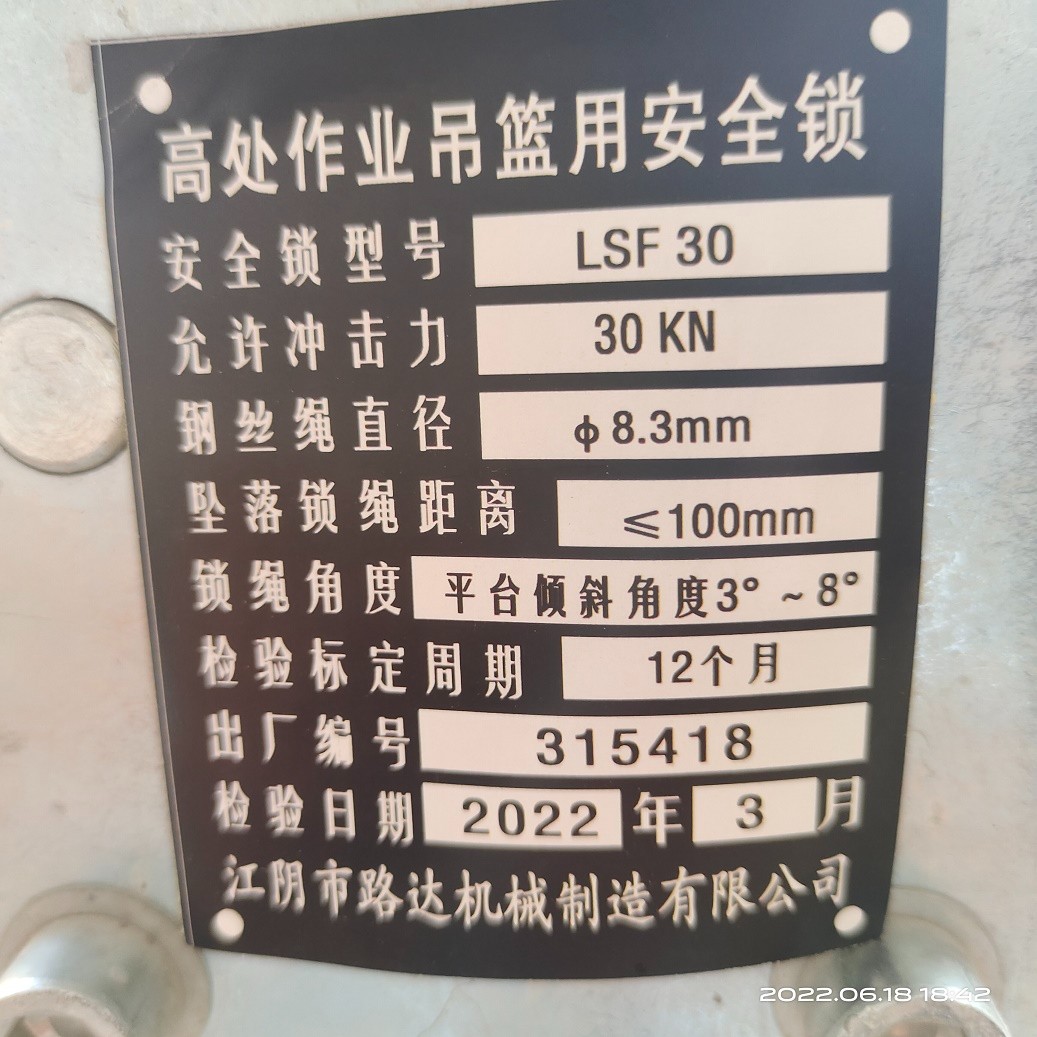 高处作业吊篮用安全锁
安全锁型号 LSF 30
允许冲击力 30 KN
钢丝绳直径 ф8.3mm
坠落锁绳距离 ≤100mm
锁绳角度 平台倾斜角度3°~8°
检验标定周期 12个月
出厂编号 315418
检验日期 2022 年 3 月
江阴市路达机械制造有限公司
2022.06.18 18:42